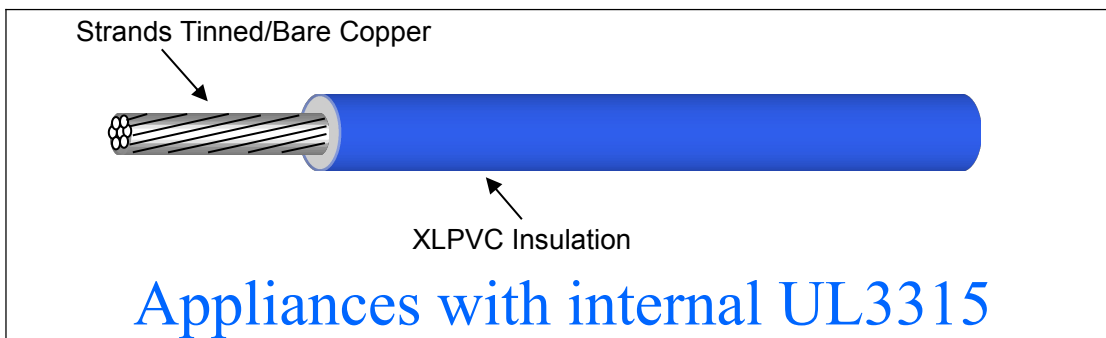 Strands Tinned/Bare Copper
XLPVC Insulation
Appliances with internal UL3315